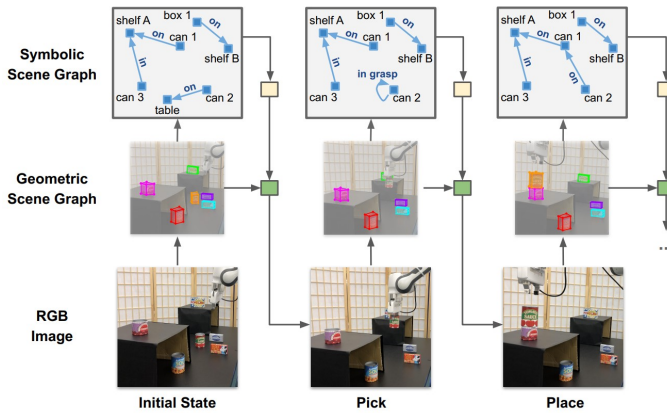 Symbolic
Scene Graph
shelf A
box 1
on
on
can 1
shelf B
in
can 3
on
can 2
table
shelf A
box 1
on
on
can 1
shelf B
in
in grasp
can 3
can 2
shelf A
box 1
on
on
can 1
shelf B
in
on
can 3
can 2
Geometric
Scene Graph
...
RGB
Image
Initial State
Pick
Place